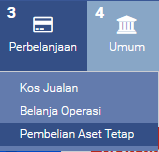 3
4
Perbelanjaan
Umum
Kos Jualan
Belanja Operasi
Pembelian Aset Tetap